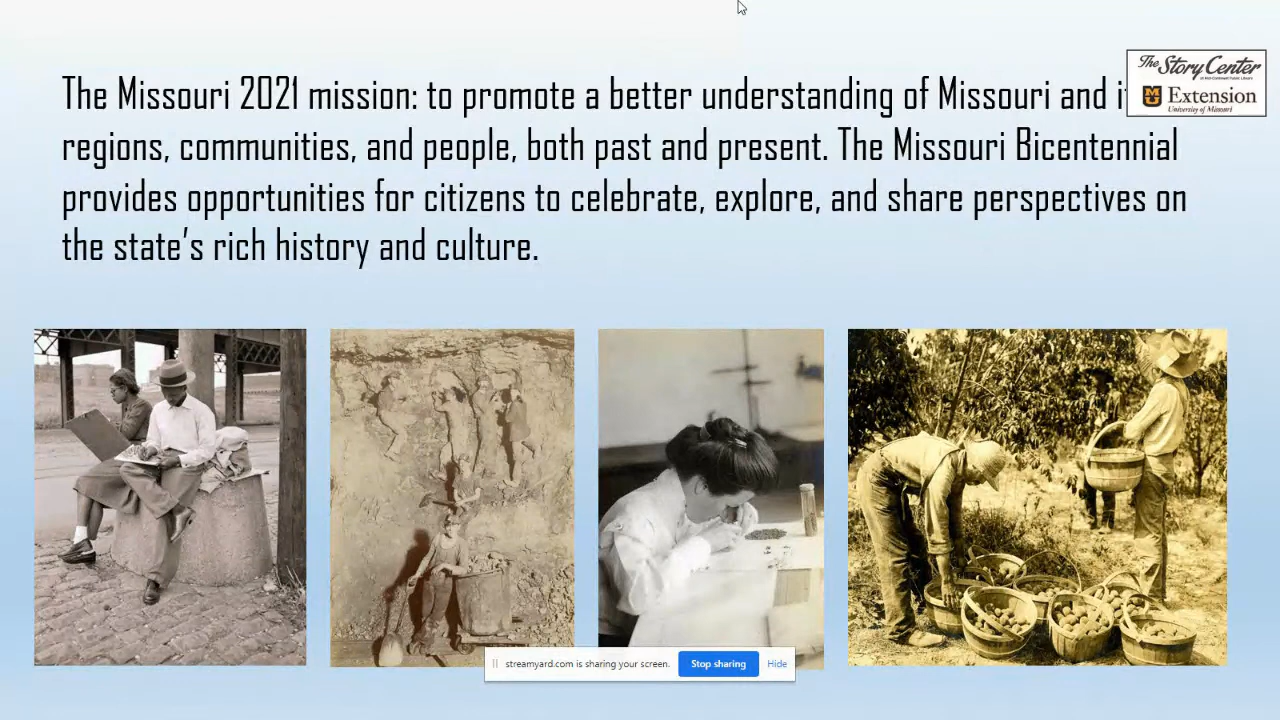 The Missouri 2021 mission: to promote a better understanding of Missouri and
regions, communities, and people, both past and present. The Missouri Bicentennial
provides opportunities for citizens to celebrate, explore, and share perspectives on
the state's rich history and culture.
The Story Center
Extension
University of Missouri
streamyard.com is sharing your screen. Stop sharing Hide